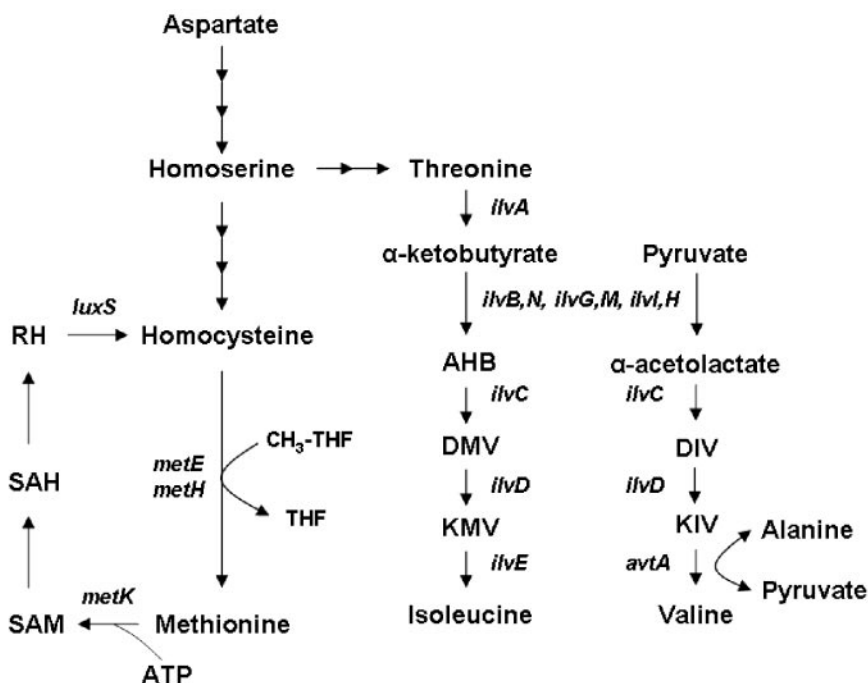 Aspartate
Homoserine
Threonine
ilvA
α-ketobutyrate
Pyruvate
ilvB,N, ilvG,M, ilvI,H
luxS
RH
Homocysteine
AHB
α-acetolactate
ilvC
ilvC
CH3-THF
DMV
DIV
metE
metH
SAH
ilvD
ilvD
THF
KMV
KIV
Alanine
ilvE
avtA
Pyruvate
metK
SAM
Methionine
Isoleucine
Valine
ATP